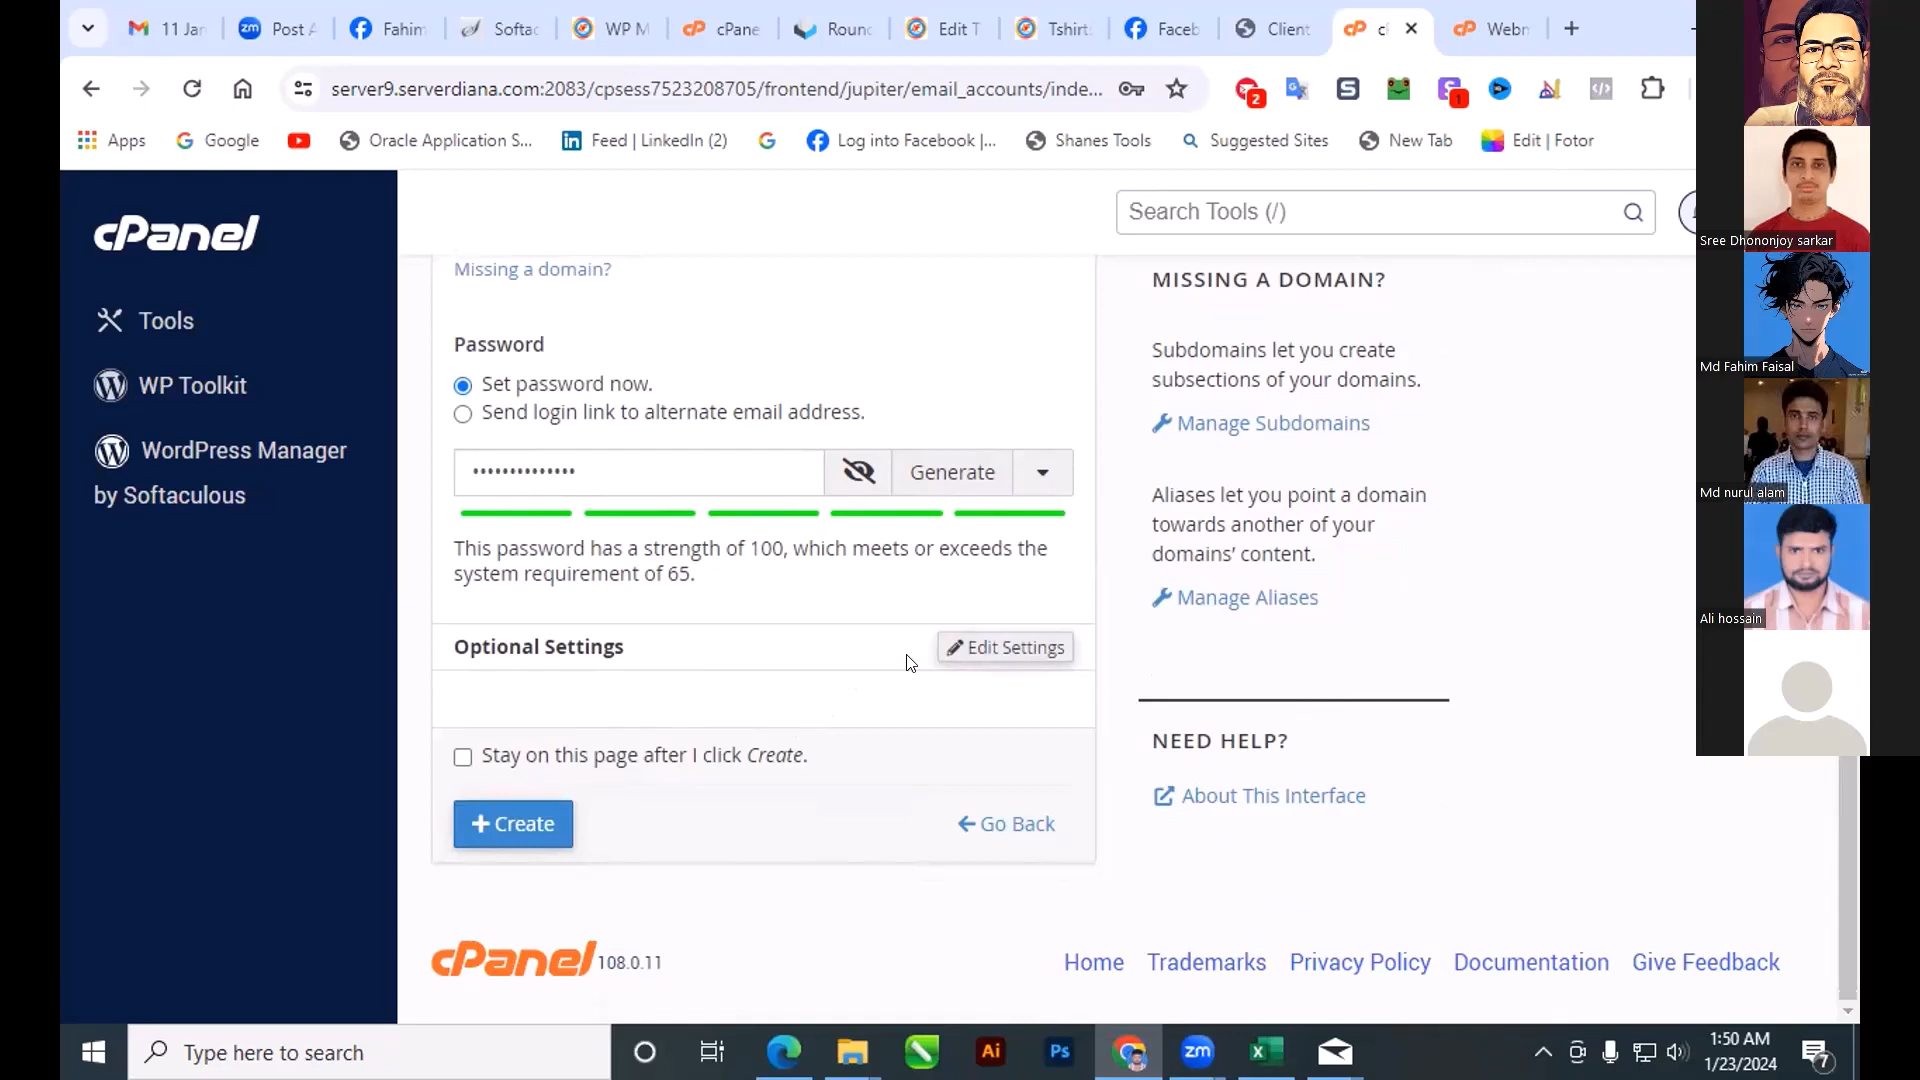 11 Jan
Post A
Fahim
Softac
WP M
cPane
Round
Edit T
Tshirt
Faceb
Client
Webm
server9.serverdiana.com:2083/cpsess7523208705/frontend/jupiter/email_accounts/inde...
2
1
Apps
Google
Oracle Application S...
Feed | LinkedIn (2)
Log into Facebook |...
Shanes Tools
Suggested Sites
New Tab
Edit | Fotor
cPanel
Tools
WP Toolkit
WordPress Manager
by Softaculous
Search Tools (/)
Missing a domain?
Password
Set password now.
Send login link to alternate email address.
Generate
This password has a strength of 100, which meets or exceeds the
system requirement of 65.
Optional Settings
Edit Settings
Stay on this page after I click Create.
Create
Go Back
MISSING A DOMAIN?
Subdomains let you create
subsections of your domains.
Manage Subdomains
Aliases let you point a domain
towards another of your
domains’ content.
Manage Aliases
NEED HELP?
About This Interface
cPanel 108.0.11
Home
Trademarks
Privacy Policy
Documentation
Give Feedback
Sree Dhononjoy sarkar
Md Fahim Faisal
Md nurul alam
Ali hossain
Type here to search
Ai
Ps
zm
1:50 AM
1/23/2024
7